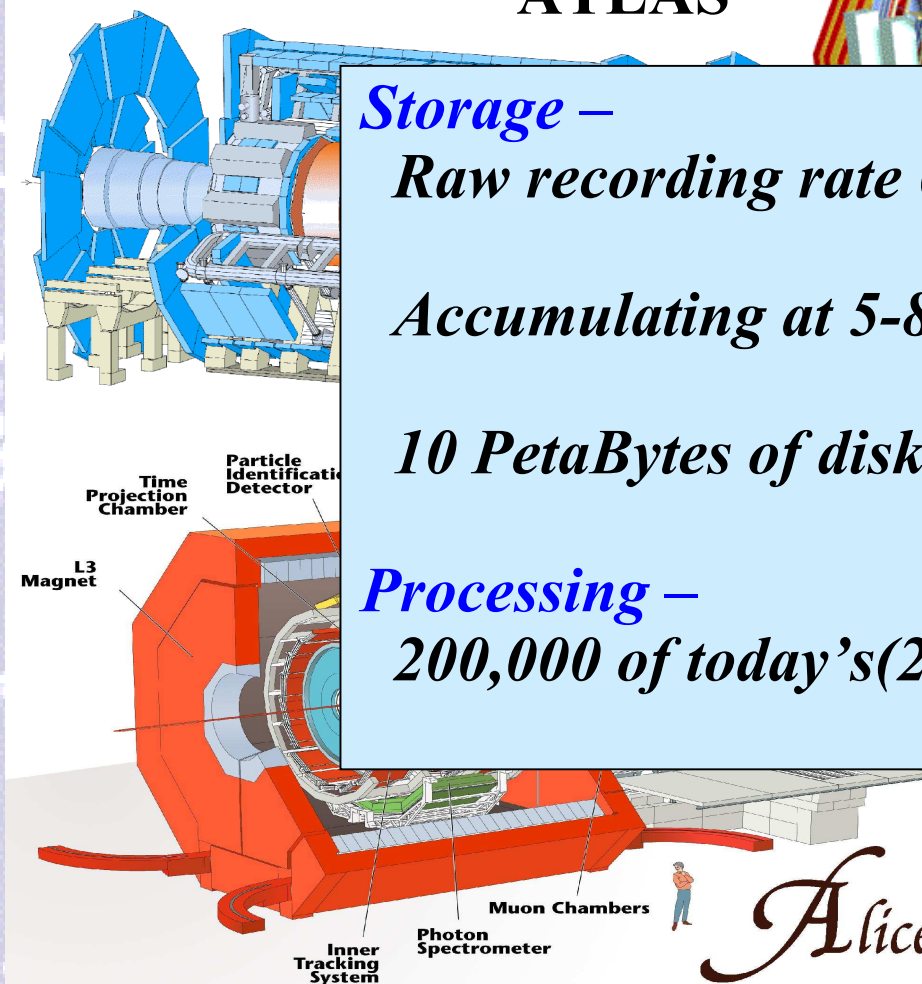 ATLAS
Storage –
Raw recording rate
Accumulating at 5-8
10 PetaBytes of disk
Processing –
200,000 of today’s(2
Particle
Identificatio
Detector
Time
Projection
Chamber
L3
Magnet
Muon Chambers
Photon
Spectrometer
Inner
Tracking
System
Alice